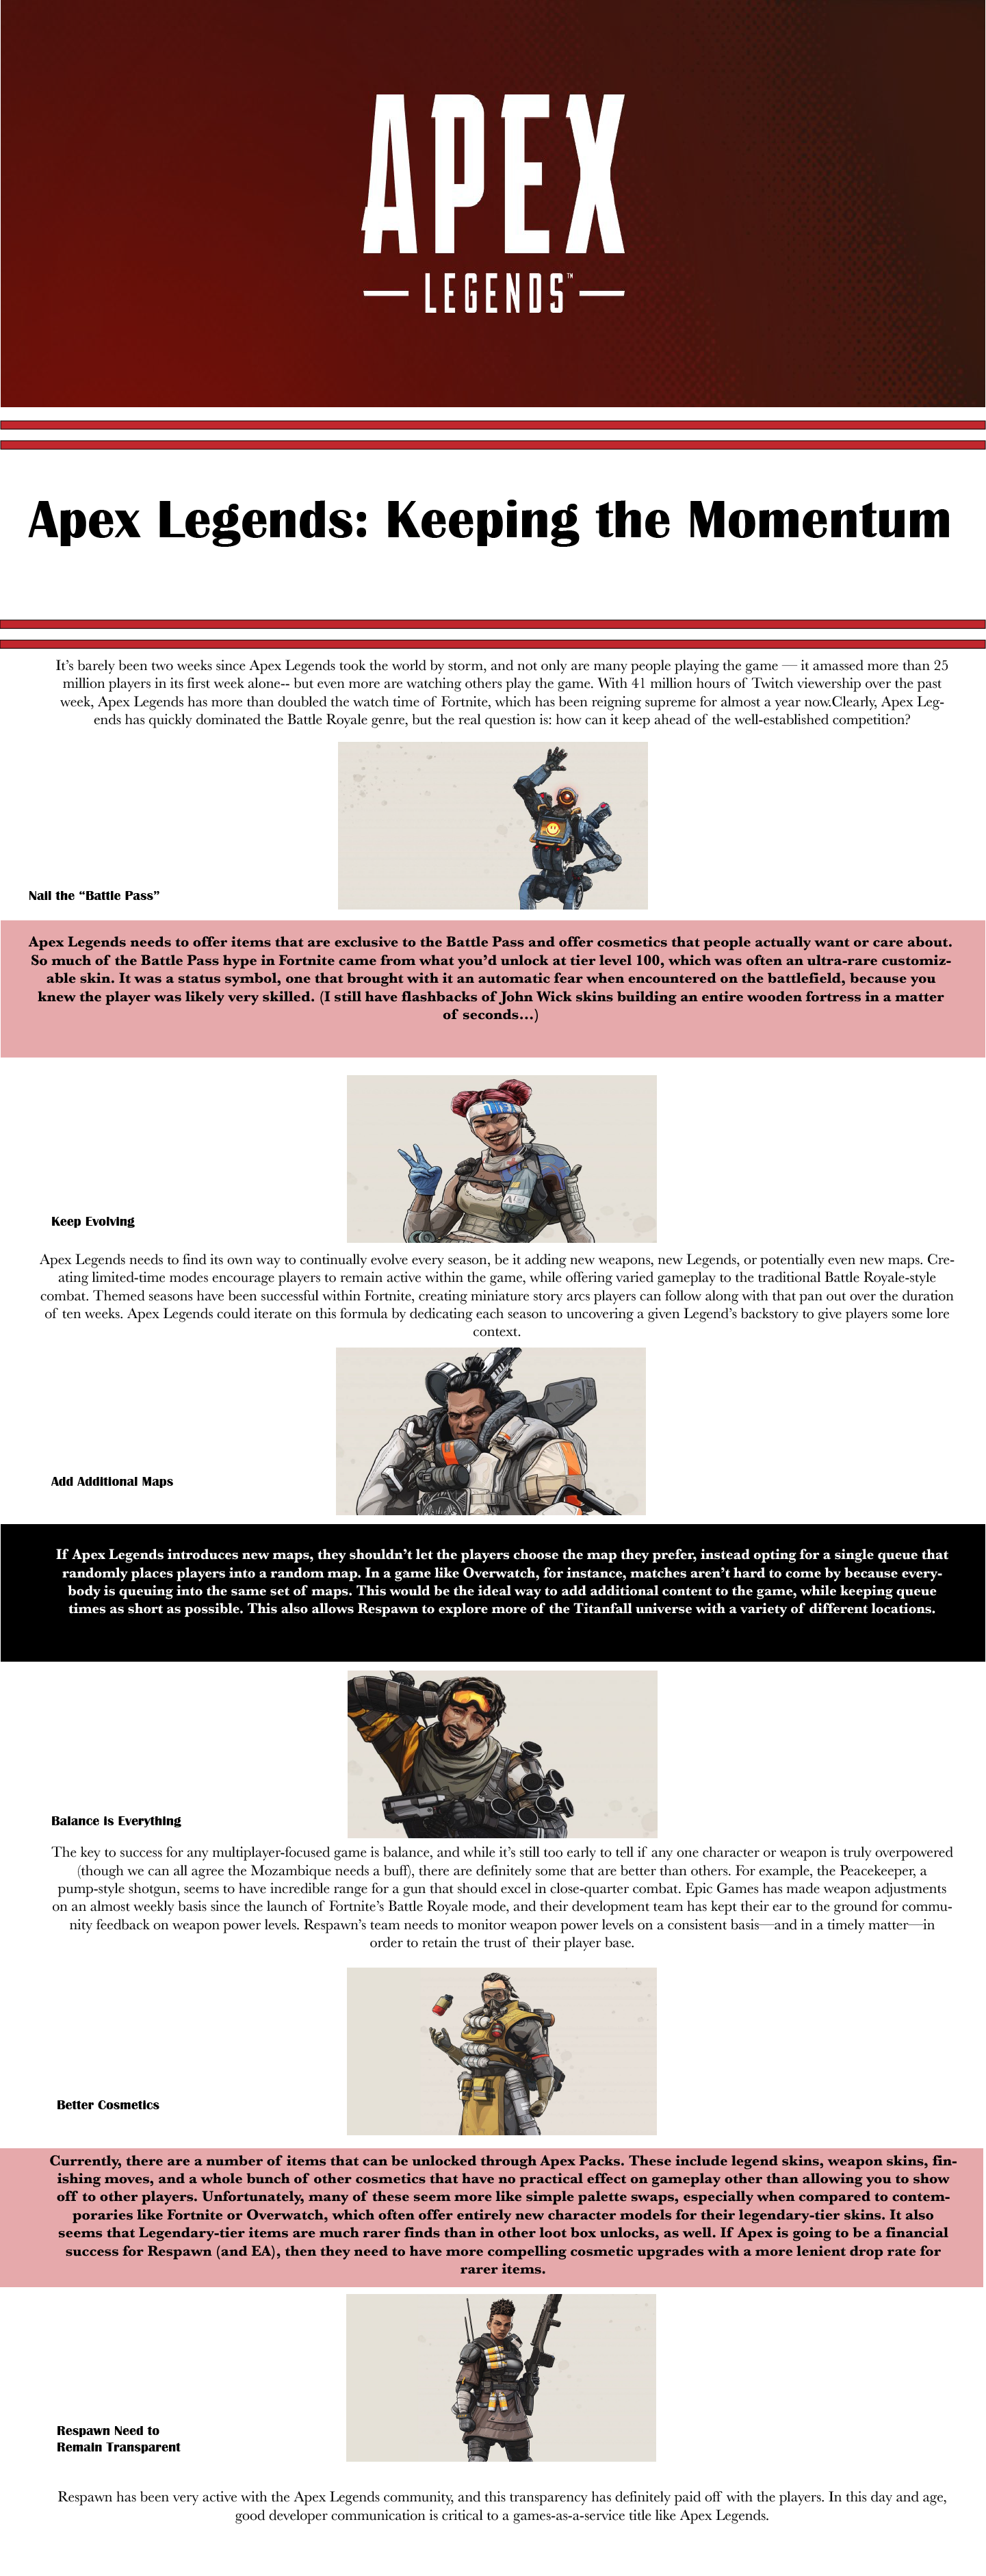 APEX
LEGENDS™
Apex Legends: Keeping the Momentum
It’s barely been two weeks since Apex Legends took the world by storm, and not only are many people playing the game — it amassed more than 25
million players in its first week alone-- but even more are watching others play the game. With 41 million hours of Twitch viewership over the past
week, Apex Legends has more than doubled the watch time of Fortnite, which has been reigning supreme for almost a year now.Clearly, Apex Leg-
ends has quickly dominated the Battle Royale genre, but the real question is: how can it keep ahead of the well-established competition?
Nail the “Battle Pass”
Apex Legends needs to offer items that are exclusive to the Battle Pass and offer cosmetics that people actually want or care about.
So much of the Battle Pass hype in Fortnite came from what you’d unlock at tier level 100, which was often an ultra-rare customiz-
able skin. It was a status symbol, one that brought with it an automatic fear when encountered on the battlefield, because you
knew the player was likely very skilled. (I still have flashbacks of John Wick skins building an entire wooden fortress in a matter
of seconds…)
Keep Evolving
Apex Legends needs to find its own way to continually evolve every season, be it adding new weapons, new Legends, or potentially even new maps. Cre-
ating limited-time modes encourage players to remain active within the game, while offering varied gameplay to the traditional Battle Royale-style
combat. Themed seasons have been successful within Fortnite, creating miniature story arcs players can follow along with that pan out over the duration
of ten weeks. Apex Legends could iterate on this formula by dedicating each season to uncovering a given Legend’s backstory to give players some lore
context.
Add Additional Maps
If Apex Legends introduces new maps, they shouldn’t let the players choose the map they prefer, instead opting for a single queue that
randomly places players into a random map. In a game like Overwatch, for instance, matches aren’t hard to come by because every-
body is queuing into the same set of maps. This would be the ideal way to add additional content to the game, while keeping queue
times as short as possible. This also allows Respawn to explore more of the Titanfall universe with a variety of different locations.
Balance is Everything
The key to success for any multiplayer-focused game is balance, and while it’s still too early to tell if any one character or weapon is truly overpowered
(though we can all agree the Mozambique needs a buff), there are definitely some that are better than others. For example, the Peacekeeper, a
pump-style shotgun, seems to have incredible range for a gun that should excel in close-quarter combat. Epic Games has made weapon adjustments
on an almost weekly basis since the launch of Fortnite’s Battle Royale mode, and their development team has kept their ear to the ground for commu-
nity feedback on weapon power levels. Respawn’s team needs to monitor weapon power levels on a consistent basis—and in a timely matter—in
order to retain the trust of their player base.
Better Cosmetics
Currently, there are a number of items that can be unlocked through Apex Packs. These include legend skins, weapon skins, fin-
ishing moves, and a whole bunch of other cosmetics that have no practical effect on gameplay other than allowing you to show
off to other players. Unfortunately, many of these seem more like simple palette swaps, especially when compared to contem-
poraries like Fortnite or Overwatch, which often offer entirely new character models for their legendary-tier skins. It also
seems that Legendary-tier items are much rarer finds than in other loot box unlocks, as well. If Apex is going to be a financial
success for Respawn (and EA), then they need to have more compelling cosmetic upgrades with a more lenient drop rate for
rarer items.
Respawn Need to
Remain Transparent
Respawn has been very active with the Apex Legends community, and this transparency has definitely paid off with the players. In this day and age,
good developer communication is critical to a games-as-a-service title like Apex Legends.